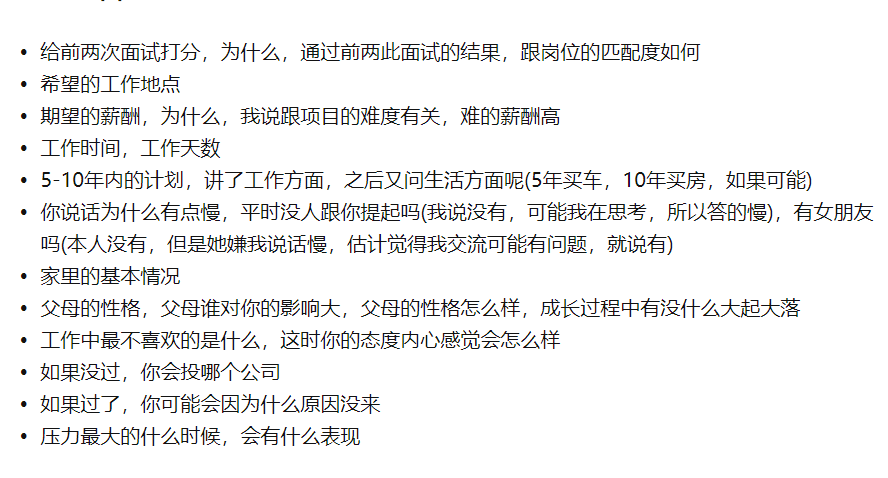 • 给前两次面试打分，为什么，通过前两此面试的结果，跟岗位的匹配度如何
• 希望的工作地点
• 期望的薪酬，为什么，我说跟项目的难度有关，难的薪酬高
• 工作时间，工作天数
• 5-10年内的计划，讲了工作方面，之后又问生活方面呢(5年买车，10年买房，如果可能)
• 你说话为什么有点慢，平时没人跟你提起吗(我说没有，可能我在思考，所以答的慢)，有女朋友
吗(本人没有，但是她嫌我说话慢，估计觉得我交流可能有问题，就说有)
• 家里的基本情况
• 父母的性格，父母谁对你的影响大，父母的性格怎么样，成长过程中有没什么大起大落
• 工作中最不喜欢的是什么，这时你的态度内心感觉会怎么样
• 如果没过，你会投哪个公司
• 如果过了，你可能会因为什么原因没来
• 压力最大的什么时候，会有什么表现